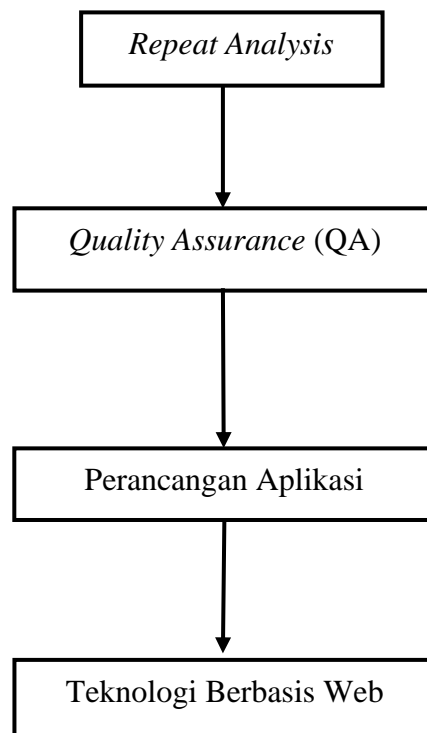 Repeat Analysis
Quality Assurance (QA)
Perancangan Aplikasi
Teknologi Berbasis Web